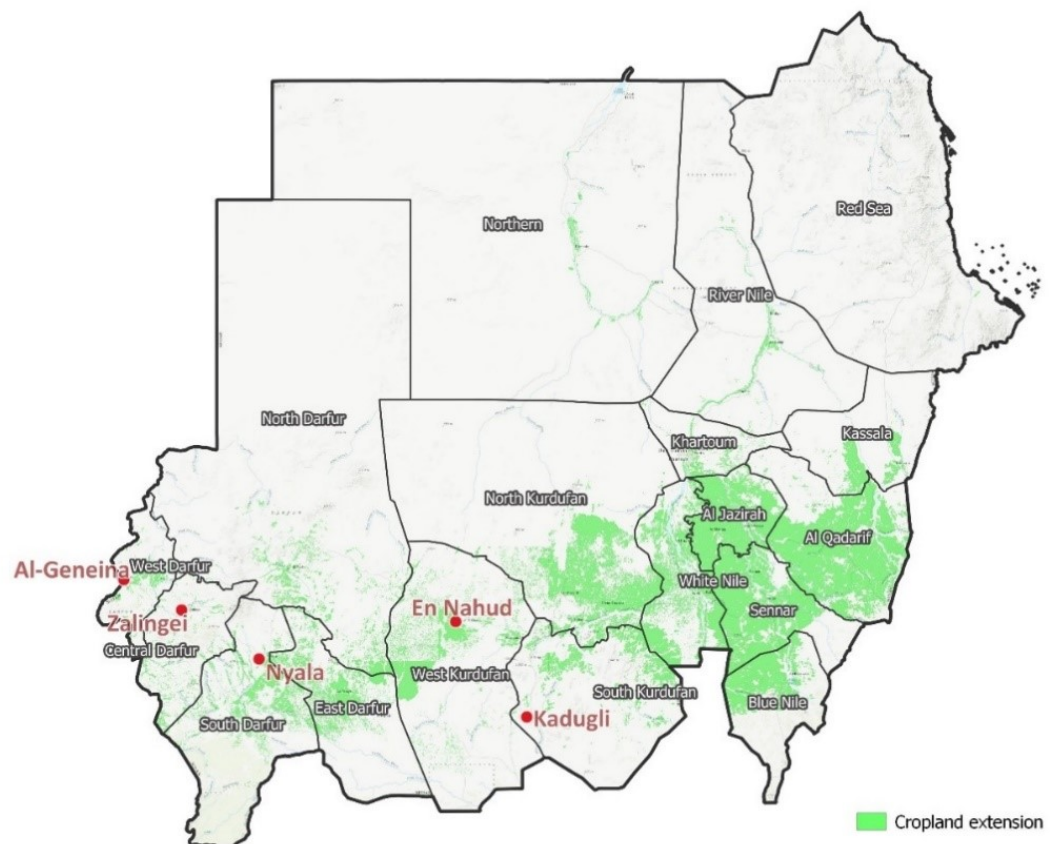 Red Sea
Northern
River Nile
North Darfur
Khartoum
Kassala
North Kurdufan
Al Jazirah
Al Qadarif
West Darfur
Al-Geneina
White Nile
En Nahud
Sennar
Zalingei
Central Darfur
Nyala
West Kurdufan
South Kurdufan
Blue Nile
East Darfur
South Darfur
Kadugli
Cropland extension